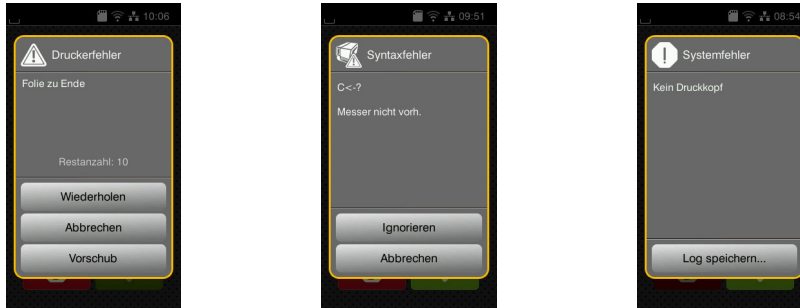 10:06
Druckerfehler
Folie zu Ende
Restanzahl: 10
Wiederholen
Abbrechen
Vorschub
09:51
Syntaxfehler
C<-?
Messer nicht vorh.
Ignorieren
Abbrechen
08:54
Systemfehler
Kein Druckkopf
Log speichern...